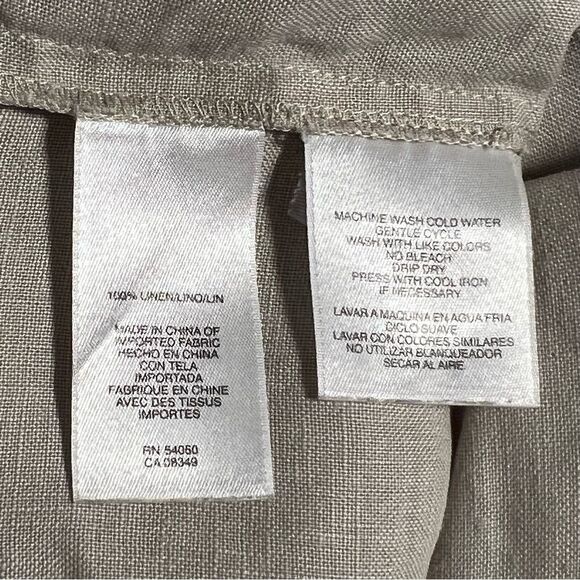 100% LINEN/LINO/LIN
MADE IN CHINA OF
IMPORTED FABRIC
HECHO EN CHINA
CON TELA
IMPORTADA
FABRIQUE EN CHINE
AVEC DES TISSUS
IMPORTES
RN 54050
CA 08349
MACHINE WASH COLD WATER
GENTLE CYCLE
WASH WITH LIKE COLORS
NO BLEACH
DRIP DRY
PRESS WITH COOL IRON
IF NECESSARY
LAVAR A MAQUINA EN AGUA FRIA
CICLO SUAVE
LAVAR CON COLORES SIMILARES
NO UTILIZAR BLANQUEADOR
SECAR AL AIRE